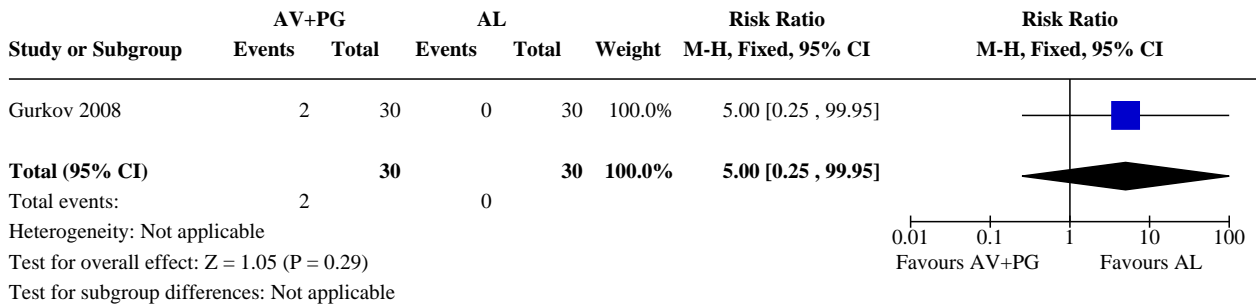 AV+PG AL Risk Ratio Risk Ratio
Study or Subgroup Events Total Events Total Weight M-H, Fixed, 95% CI M-H, Fixed, 95% CI
Gurkov 2008 2 30 0 30 100.0% 5.00 [0.25 , 99.95]
Total (95% CI) 30 30 100.0% 5.00 [0.25 , 99.95]
Total events: 2 0
Heterogeneity: Not applicable
0.01 0.1 1 10 100
Test for overall effect: Z = 1.05 (P = 0.29) Favours AV+PG Favours AL
Test for subgroup differences: Not applicable